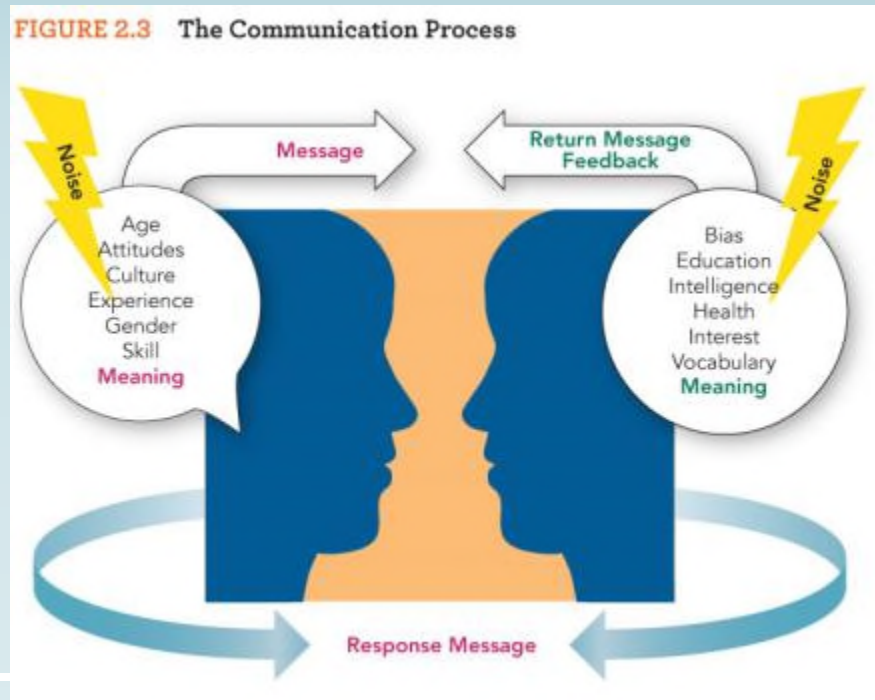 FIGURE 2.3 The Communication Process
Noise
Message
Return Message
Feedback
Noise
Age
Attitudes
Culture
Experience
Gender
Skill
Meaning
Bias
Education
Intelligence
Health
Interest
Vocabulary
Meaning
Response Message